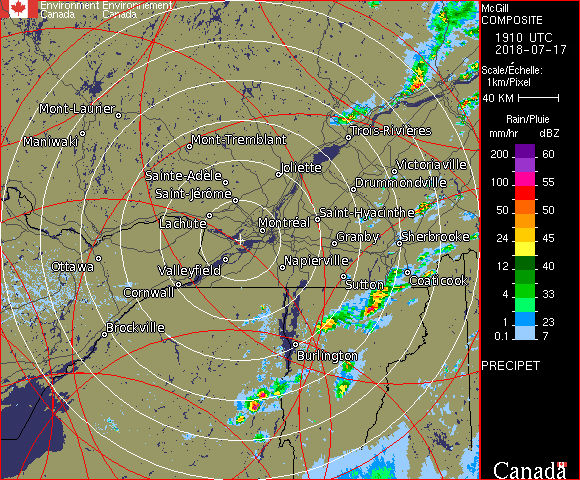 Environment Environnement
Canada Canada
McGill
COMPOSITE
1910 UTC
2018-07-17
Scale/Échelle:
1km/Pixel
40 KM
Rain/Pluie
mm/hr dBZ
200 60
100 55
50 50
24 45
12 40
4 33
1 23
0.1 7
PRECIPET
Canada
Mont-Laurier
Maniwaki
Mont-Tremblant
Trois-Rivières
Joliette
Victoriaville
Sainte-Adèle
Drummondville
Saint-Jérôme
Saint-Hyacinthe
Lachute
Montréal
Granby
Sherbrooke
Ottawa
Valleyfield
Napierville
Sutton
Coaticook
Cornwall
Brockville
Burlington